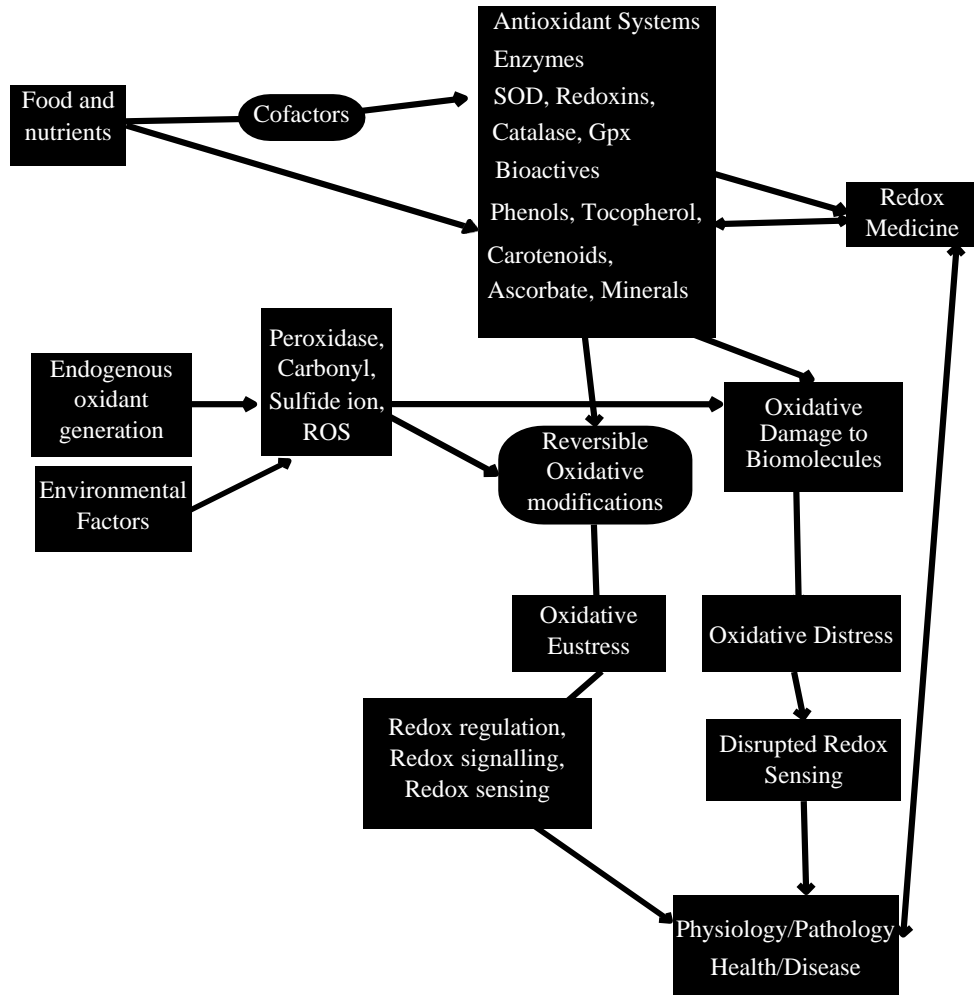 Antioxidant Systems
Enzymes
SOD, Redoxins,
Catalase, Gpx
Bioactives
Phenols, Tocopherol,
Carotenoids,
Ascorbate, Minerals
Food and
nutrients
Cofactors
Redox
Medicine
Peroxidase,
Carbonyl,
Sulfide ion,
ROS
Endogenous
oxidant
generation
Environmental
Factors
Reversible
Oxidative
modifications
Oxidative
Damage to
Biomolecules
Oxidative
Eustress
Oxidative Distress
Redox regulation,
Redox signalling,
Redox sensing
Disrupted Redox
Sensing
Physiology/Pathology
Health/Disease